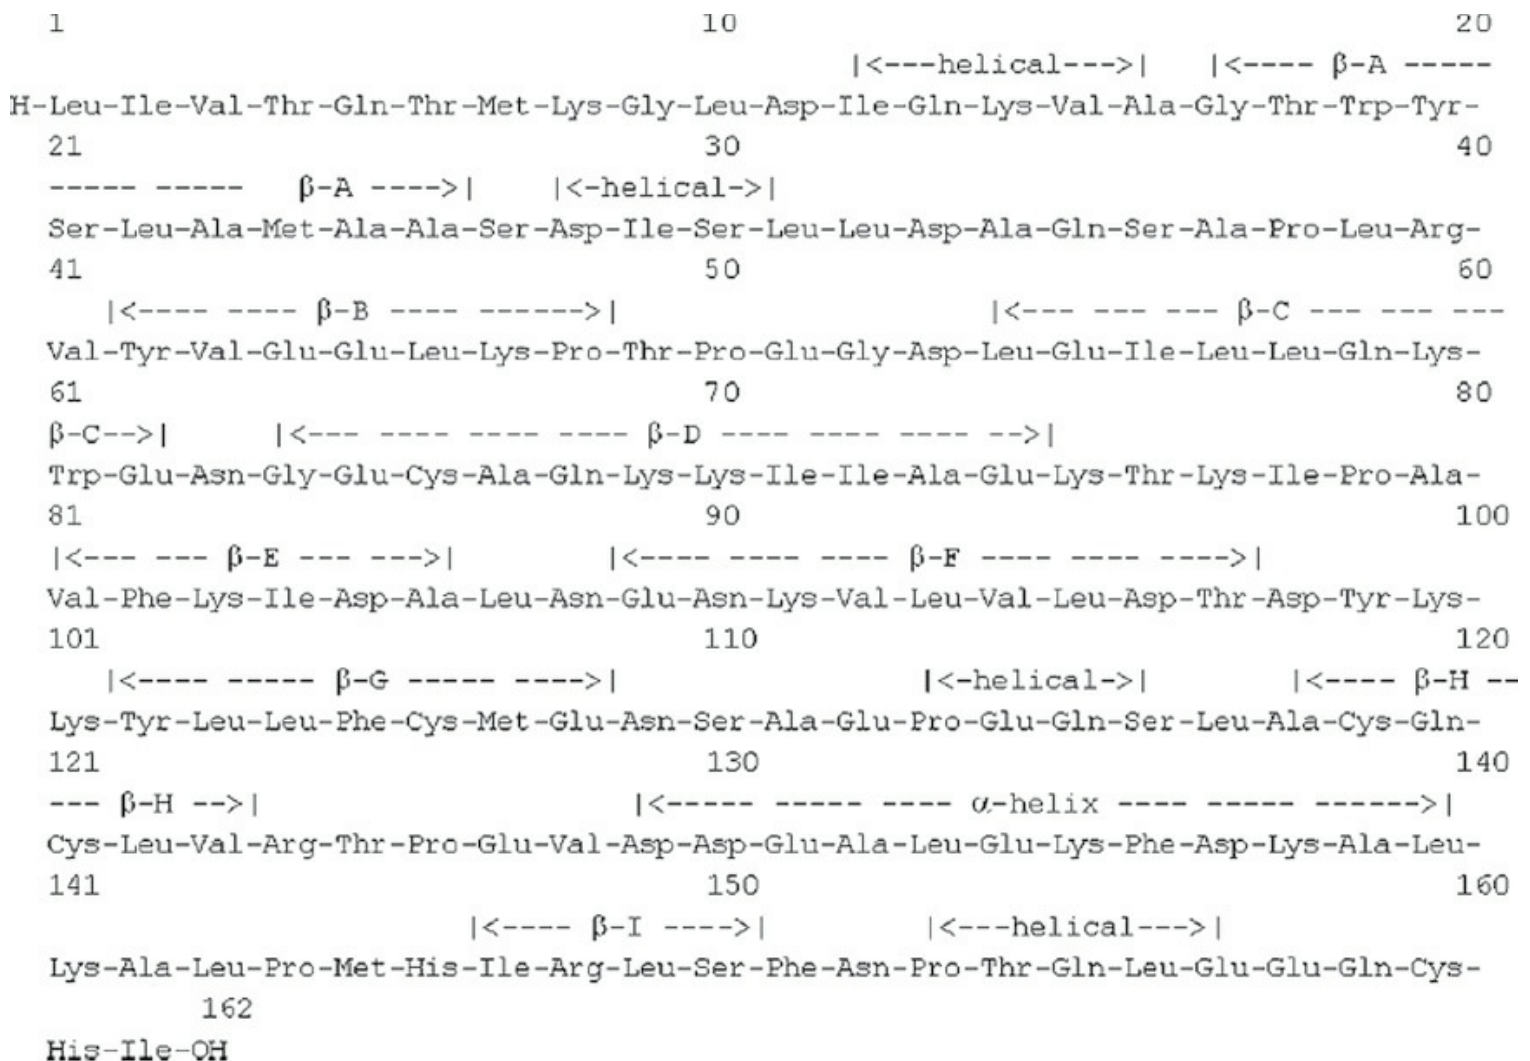 1 10 20
|<---helical--->| |<---- β-A -----
H-Leu-Ile-Val-Thr-Gln-Thr-Met-Lys-Gly-Leu-Asp-Ile-Gln-Lys-Val-Ala-Gly-Thr-Trp-Tyr-
21 30 40
----- ----- β-A ---->| |<-helical->|
Ser-Leu-Ala-Met-Ala-Ala-Ser-Asp-Ile-Ser-Leu-Leu-Asp-Ala-Gln-Ser-Ala-Pro-Leu-Arg-
41 50 60
|<---- ---- β-B ---- ------>| |<--- --- --- β-C --- --- ---
Val-Tyr-Val-Glu-Glu-Leu-Lys-Pro-Thr-Pro-Glu-Gly-Asp-Leu-Glu-Ile-Leu-Leu-Gln-Lys-
61 70 80
β-C-->| |<--- ---- ---- ---- β-D ---- ---- ---- -->|
Trp-Glu-Asn-Gly-Glu-Cys-Ala-Gln-Lys-Lys-Ile-Ile-Ala-Glu-Lys-Thr-Lys-Ile-Pro-Ala-
81 90 100
|<--- --- β-E --- --->| |<---- ---- ---- β-F ---- ---- ---->|
Val-Phe-Lys-Ile-Asp-Ala-Leu-Asn-Glu-Asn-Lys-Val-Leu-Val-Leu-Asp-Thr-Asp-Tyr-Lys-
101 110 120
|<---- ----- β-G ----- ---->| |<-helical->| |<---- β-H --
Lys-Tyr-Leu-Leu-Phe-Cys-Met-Glu-Asn-Ser-Ala-Glu-Pro-Glu-Gln-Ser-Leu-Ala-Cys-Gln-
121 130 140
--- β-H -->| |<----- ----- ---- α-helix ---- ----- ------>|
Cys-Leu-Val-Arg-Thr-Pro-Glu-Val-Asp-Asp-Glu-Ala-Leu-Glu-Lys-Phe-Asp-Lys-Ala-Leu-
141 150 160
|<---- β-I ---->| |<---helical--->|
Lys-Ala-Leu-Pro-Met-His-Ile-Arg-Leu-Ser-Phe-Asn-Pro-Thr-Gln-Leu-Glu-Glu-Gln-Cys-
162
His-Ile-OH